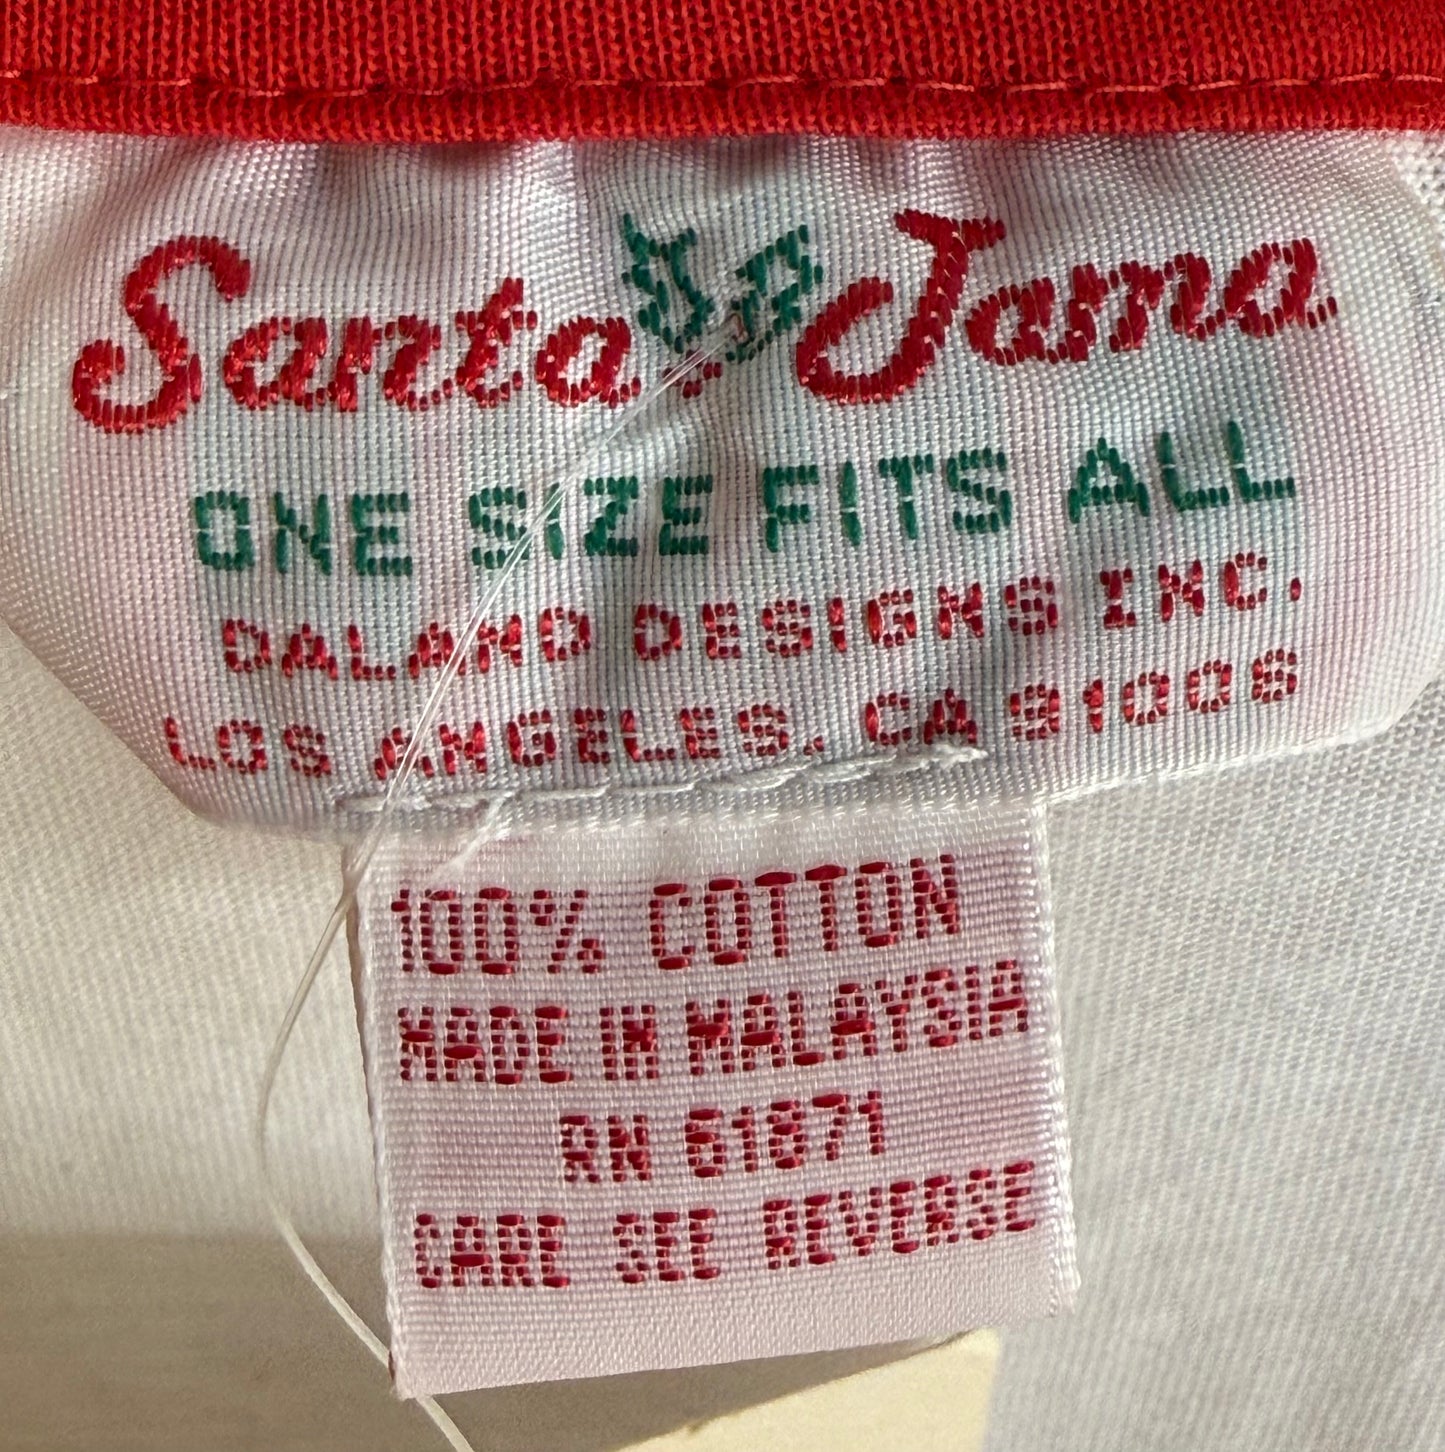 Santa Jama
ONE SIZE FITS ALL
DALAND DESIGNS INC.
LOS ANGELES, CA 91006
100% COTTON
MADE IN MALAYSIA
RN 61871
CARE SEE REVERSE